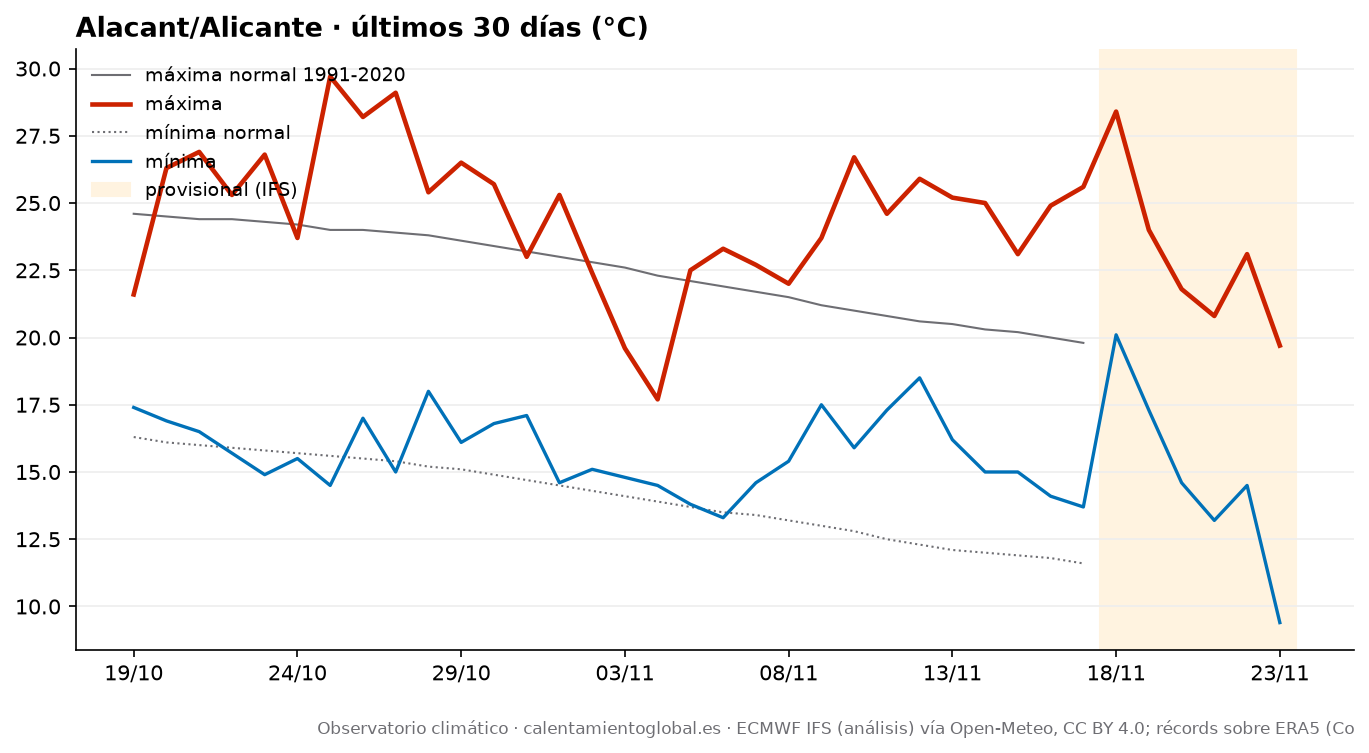 Alacant/Alicante · últimos 30 días (°C)
30.0
27.5
25.0
22.5
20.0
17.5
15.0
12.5
10.0
máxima normal 1991-2020
máxima
mínima normal
mínima
provisional (IFS)
19/10 24/10 29/10 03/11 08/11 13/11 18/11 23/11
Observatorio climático · calentamientoglobal.es · ECMWF IFS (análisis) vía Open-Meteo, CC BY 4.0; récords sobre ERA5 (Co